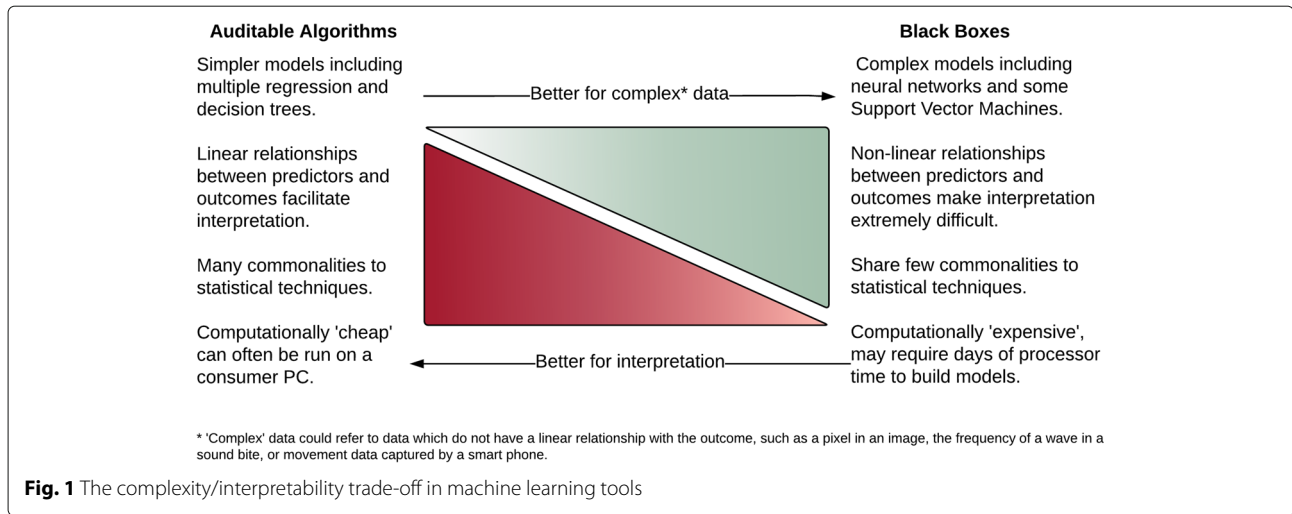 Auditable Algorithms
Simpler models including
multiple regression and
decision trees.
Linear relationships
between predictors and
outcomes facilitate
interpretation.
Many commonalities to
statistical techniques.
Computationally 'cheap'
can often be run on a
consumer PC.
Better for complex* data
Better for interpretation
Black Boxes
Complex models including
neural networks and some
Support Vector Machines.
Non-linear relationships
between predictors and
outcomes make interpretation
extremely difficult.
Share few commonalities to
statistical techniques.
Computationally 'expensive',
may require days of processor
time to build models.
* 'Complex' data could refer to data which do not have a linear relationship with the outcome, such as a pixel in an image, the frequency of a wave in a
sound bite, or movement data captured by a smart phone.
Fig. 1 The complexity/interpretability trade-off in machine learning tools